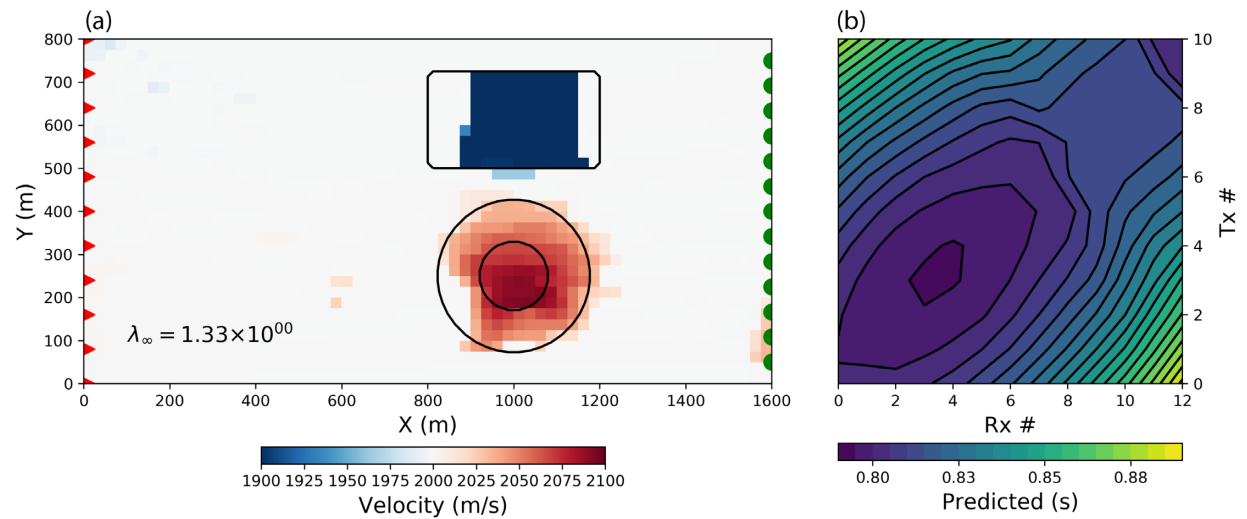 (a)
(b)
800
700
600
500
400
300
200
100
0
Y (m)
λ∞ = 1.33×10⁰⁰
0 200 400 600 800 1000 1200 1400 1600
X (m)
1900 1925 1950 1975 2000 2025 2050 2075 2100
Velocity (m/s)
10
8
6
4
2
0
Tx #
0 2 4 6 8 10 12
Rx #
0.80 0.83 0.85 0.88
Predicted (s)